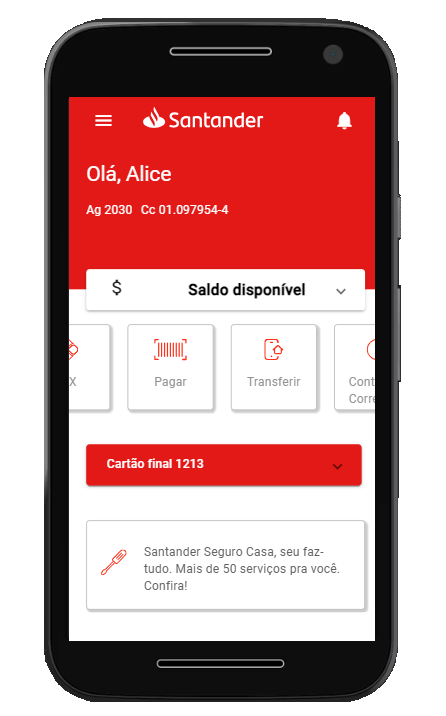 Santander
Olá, Alice
Ag 2030 Cc 01.097954-4
$ Saldo disponível
X Pagar Transferir Cont
Corre
Cartão final 1213
Santander Seguro Casa, seu faz-
tudo. Mais de 50 serviços pra você.
Confira!